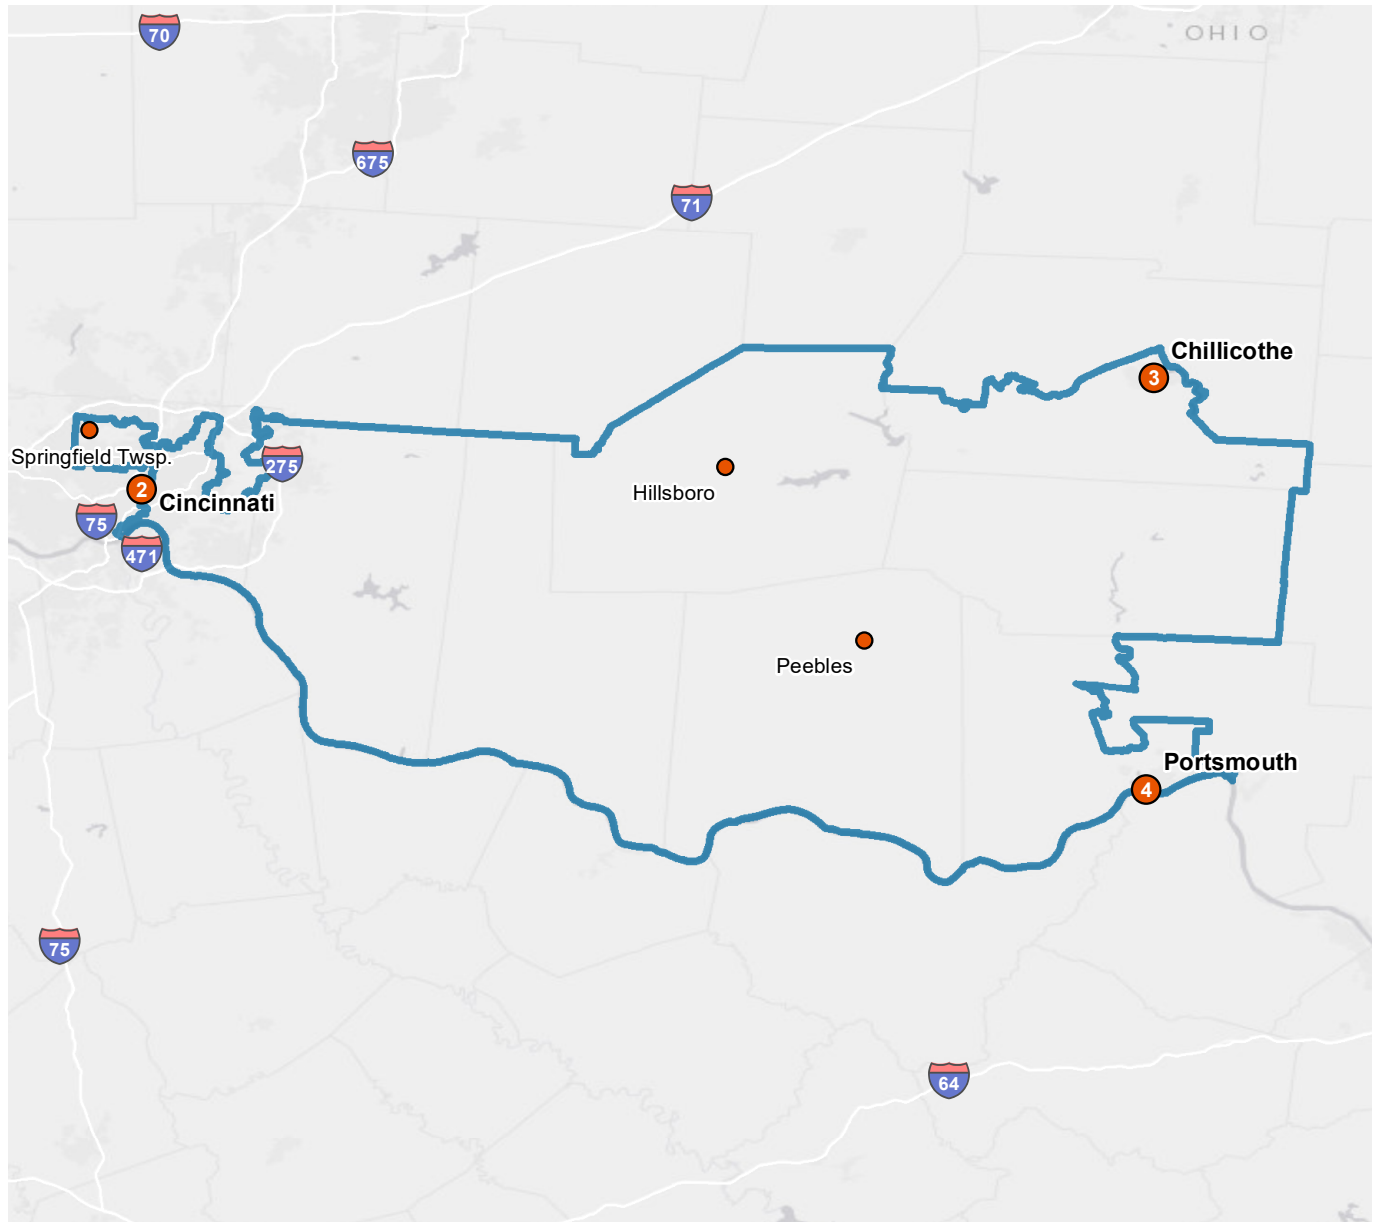 70
OHIO
675
71
Chillicothe
3
Springfield Twsp.
275
Hillsboro
2
Cincinnati
75
471
Peebles
Portsmouth
4
75
64